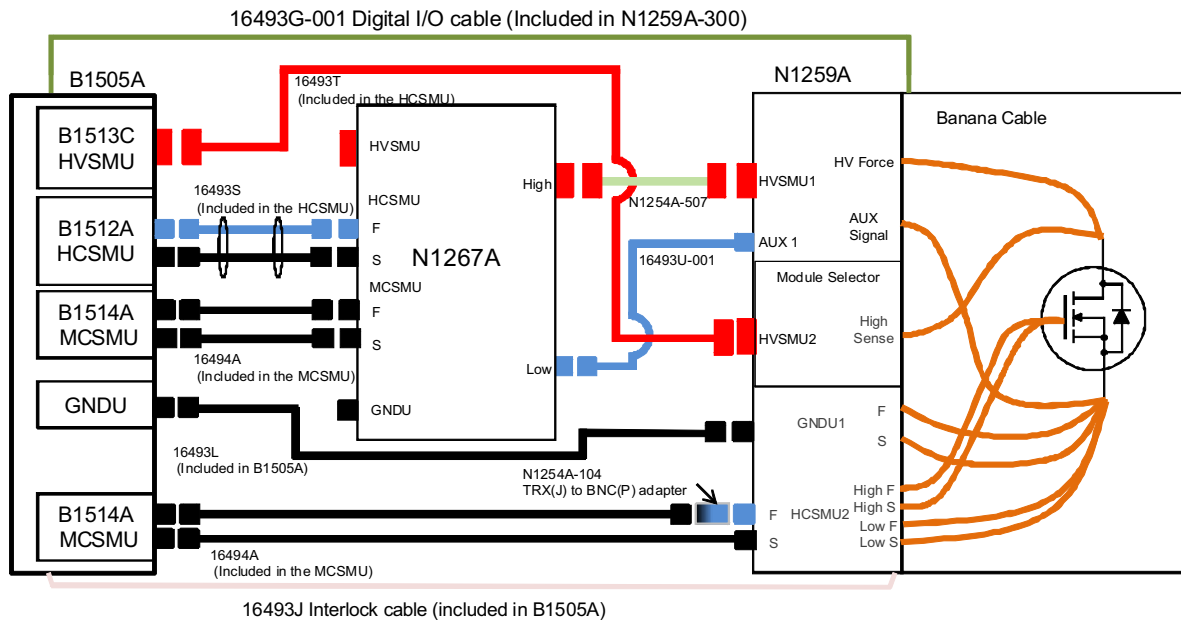 16493G-001 Digital I/O cable (Included in N1259A-300)
B1505A
N1259A
16493T
(Included in the HCSMU)
B1513C
HVSMU
HVSMU
High
HVSMU1
Banana Cable
HV Force
16493S
(Included in the HCSMU)
HCSMU
F
S
N1254A-507
B1512A
HCSMU
N1267A
AUX 1
AUX
Signal
16493U-001
Module Selector
MCSMU
F
S
B1514A
MCSMU
High
Sense
HVSMU2
16494A
(Included in the MCSMU)
Low
GNDU
GNDU
GNDU1
F
S
16493L
(Included in B1505A)
N1254A-104
TRX(J) to BNC(P) adapter
High F
High S
Low F
Low S
B1514A
MCSMU
F
S
HCSMU2
16494A
(Included in the MCSMU)
16493J Interlock cable (included in B1505A)